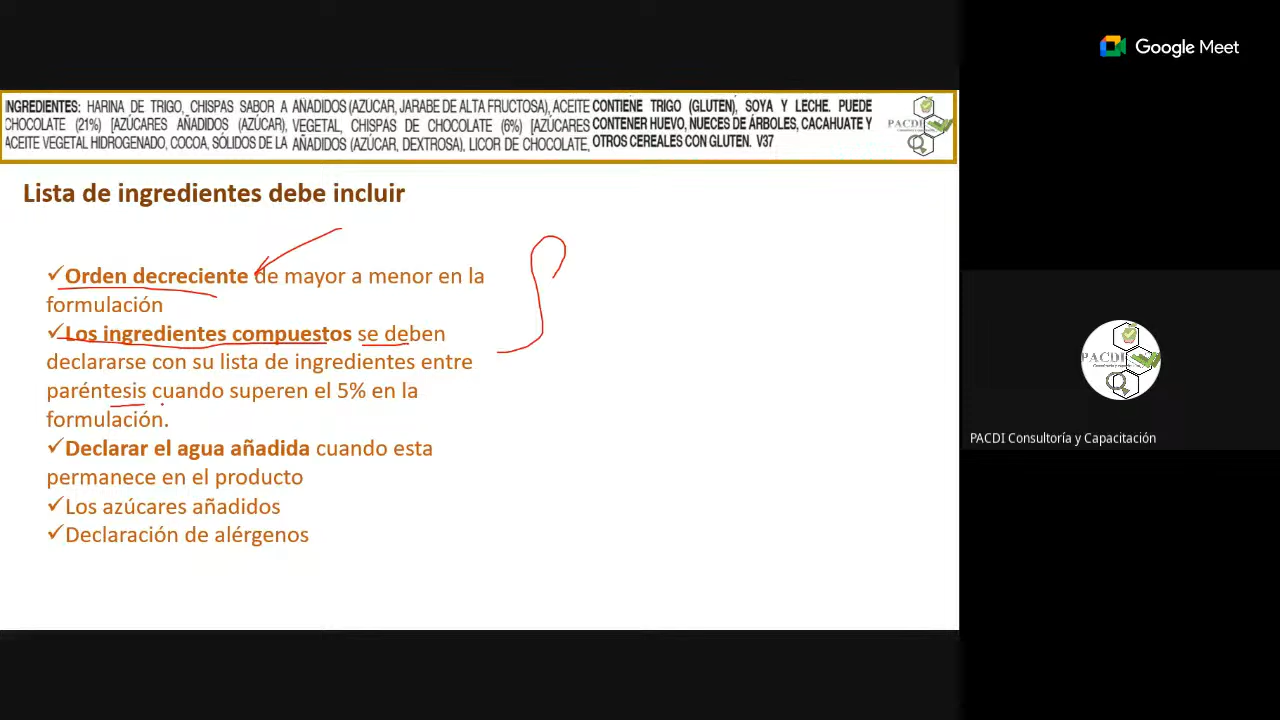 Google Meet
INGREDIENTES: HARINA DE TRIGO, CHISPAS SABOR A
CHOCOLATE (21%) [AZÚCARES AÑADIDOS (AZÚCAR),
ACEITE VEGETAL HIDROGENADO, COCOA, SÓLIDOS DE LA
AÑADIDOS (AZÚCAR, JARABE DE ALTA FRUCTOSA), ACEITE
VEGETAL, CHISPAS DE CHOCOLATE (6%) [AZÚCARES
AÑADIDOS (AZÚCAR, DEXTROSA), LICOR DE CHOCOLATE,
CONTIENE TRIGO (GLUTEN), SOYA Y LECHE. PUEDE
CONTENER HUEVO, NUECES DE ÁRBOLES, CACAHUATE Y
OTROS CEREALES CON GLUTEN. V37
PACDI
Lista de ingredientes debe incluir
✓Orden decreciente de mayor a menor en la
formulación
✓Los ingredientes compuestos se deben
declararse con su lista de ingredientes entre
paréntesis cuando superen el 5% en la
formulación.
✓Declarar el agua añadida cuando esta
permanece en el producto
✓Los azúcares añadidos
✓Declaración de alérgenos
PACDI
Consultoría y Capacitación
PACDI Consultoría y Capacitación